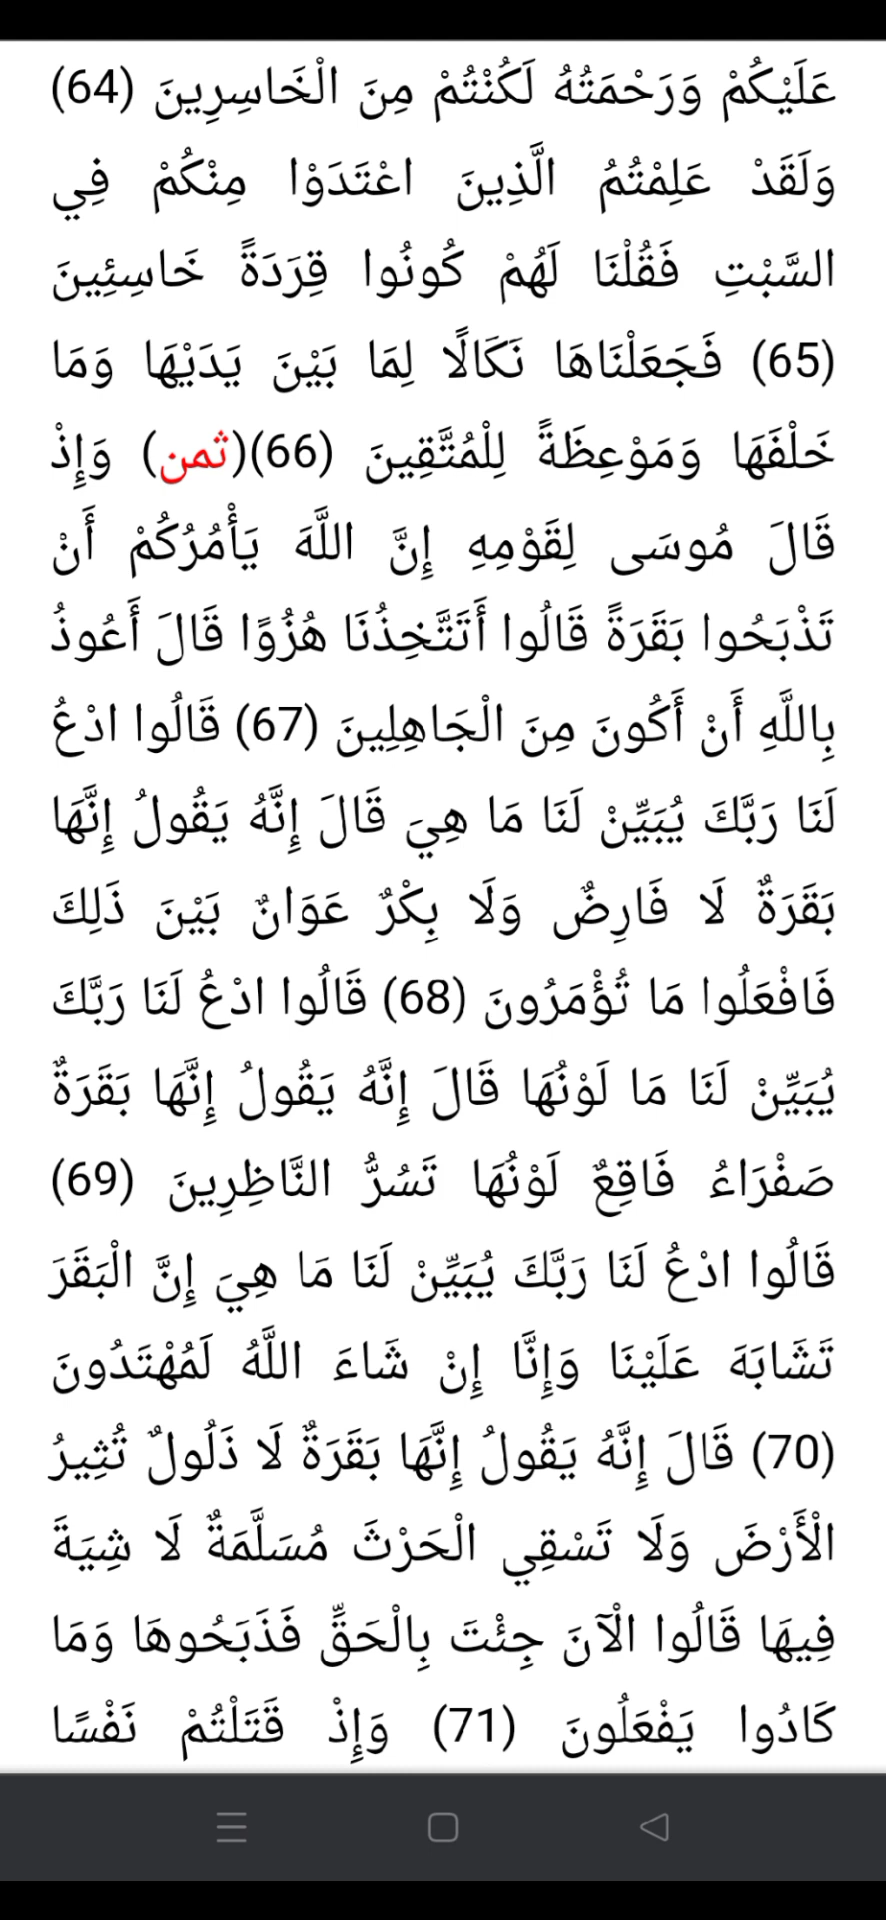 عَلَيْكُمْ وَرَحْمَتُهُ لَكُنْتُمْ مِنَ الْخَاسِرِينَ (64)
وَلَقَدْ عَلِمْتُمُ الَّذِينَ اعْتَدَوْا مِنْكُمْ فِي
السَّبْتِ فَقُلْنَا لَهُمْ كُونُوا قِرَدَةً خَاسِئِينَ
(65) فَجَعَلْنَاهَا نَكَالًا لِمَا بَيْنَ يَدَيْهَا وَمَا
خَلْفَهَا وَمَوْعِظَةً لِلْمُتَّقِينَ (66)(ثمن) وَإِذْ
قَالَ مُوسَى لِقَوْمِهِ إِنَّ اللَّهَ يَأْمُرُكُمْ أَنْ
تَذْبَحُوا بَقَرَةً قَالُوا أَتَتَّخِذُنَا هُزُوًا قَالَ أَعُوذُ
بِاللَّهِ أَنْ أَكُونَ مِنَ الْجَاهِلِينَ (67) قَالُوا ادْعُ
لَنَا رَبَّكَ يُبَيِّنْ لَنَا مَا هِيَ قَالَ إِنَّهُ يَقُولُ إِنَّهَا
بَقَرَةٌ لَا فَارِضٌ وَلَا بِكْرٌ عَوَانٌ بَيْنَ ذَلِكَ
فَافْعَلُوا مَا تُؤْمَرُونَ (68) قَالُوا ادْعُ لَنَا رَبَّكَ
يُبَيِّنْ لَنَا مَا لَوْنُهَا قَالَ إِنَّهُ يَقُولُ إِنَّهَا بَقَرَةٌ
صَفْرَاءُ فَاقِعٌ لَوْنُهَا تَسُرُّ النَّاظِرِينَ (69)
قَالُوا ادْعُ لَنَا رَبَّكَ يُبَيِّنْ لَنَا مَا هِيَ إِنَّ الْبَقَرَ
تَشَابَهَ عَلَيْنَا وَإِنَّا إِنْ شَاءَ اللَّهُ لَمُهْتَدُونَ
(70) قَالَ إِنَّهُ يَقُولُ إِنَّهَا بَقَرَةٌ لَا ذَلُولٌ تُثِيرُ
الْأَرْضَ وَلَا تَسْقِي الْحَرْثَ مُسَلَّمَةٌ لَا شِيَةَ
فِيهَا قَالُوا الْآنَ جِئْتَ بِالْحَقِّ فَذَبَحُوهَا وَمَا
كَادُوا يَفْعَلُونَ (71) وَإِذْ قَتَلْتُمْ نَفْسًا